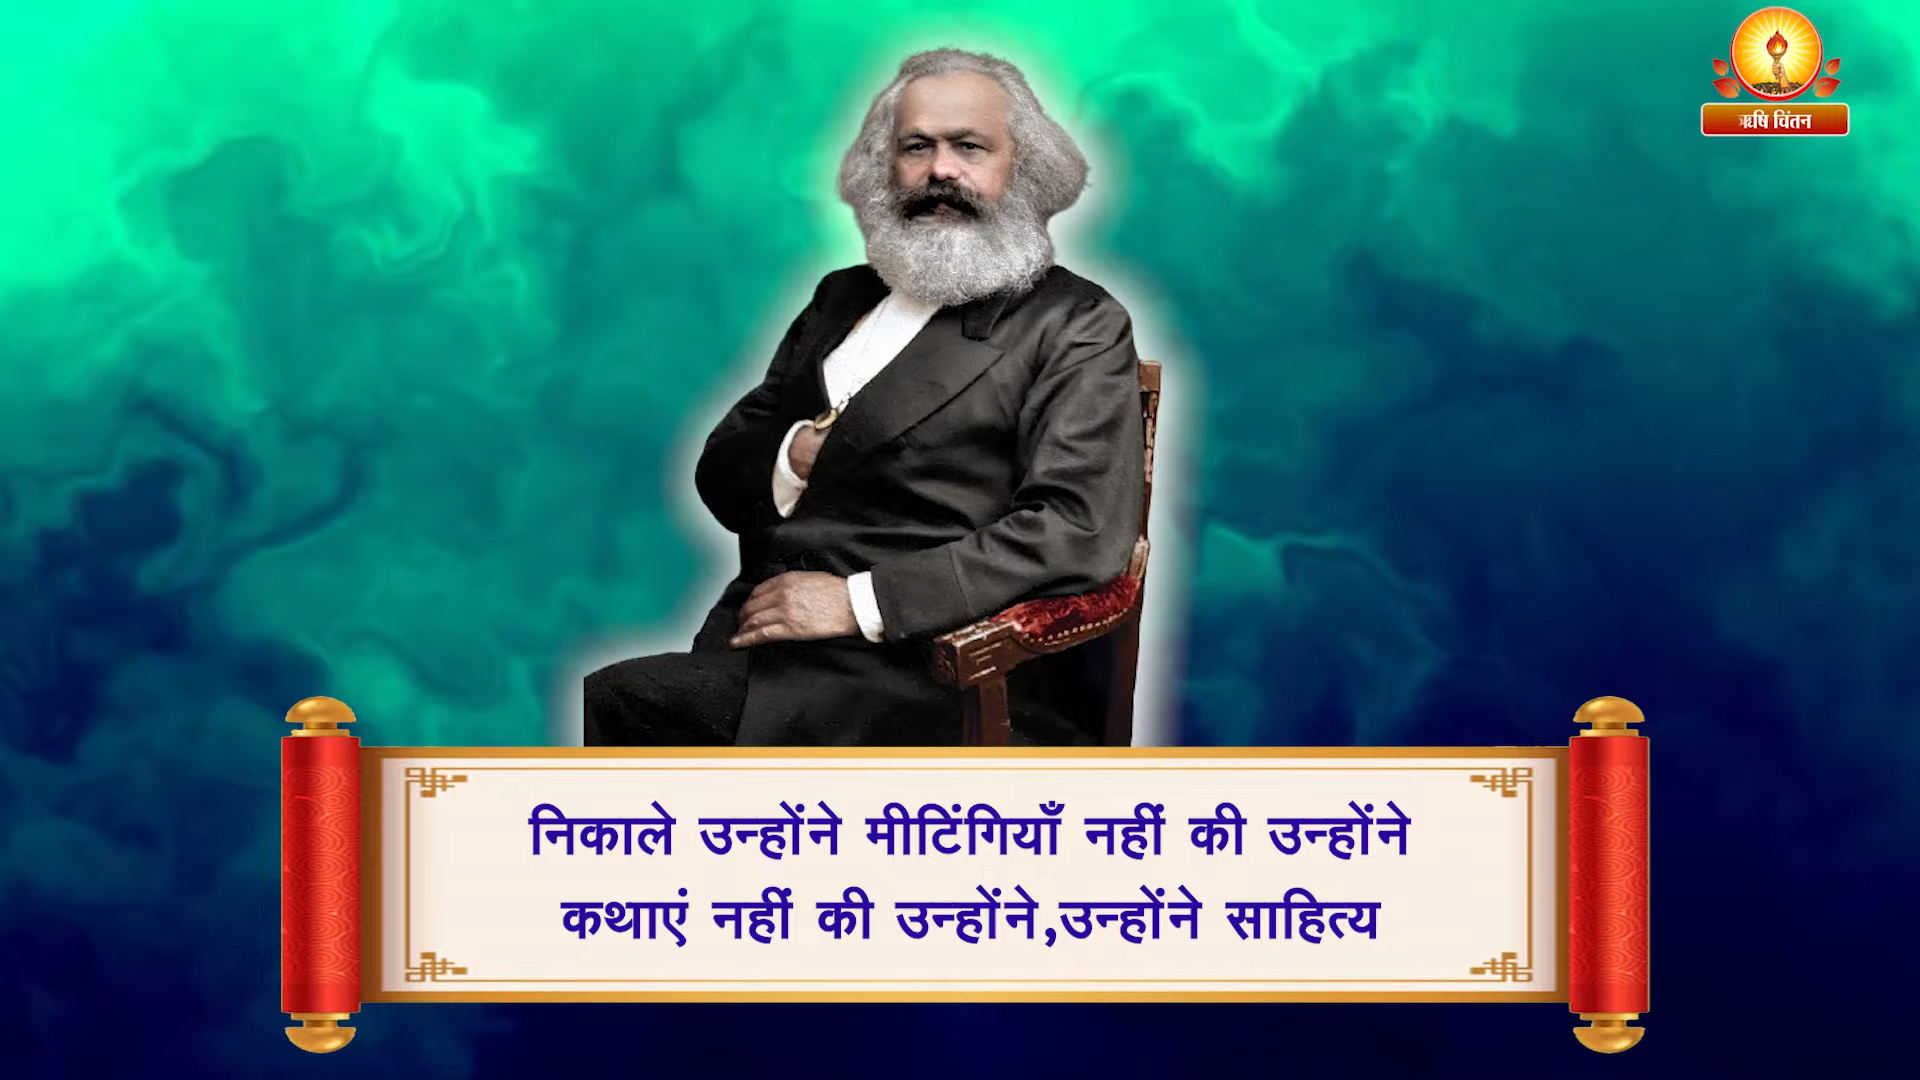 ऋषि चिंतन
निकाले उन्होंने मीटिंगियाँ नहीं की उन्होंने
कथाएं नहीं की उन्होंने,उन्होंने साहित्य